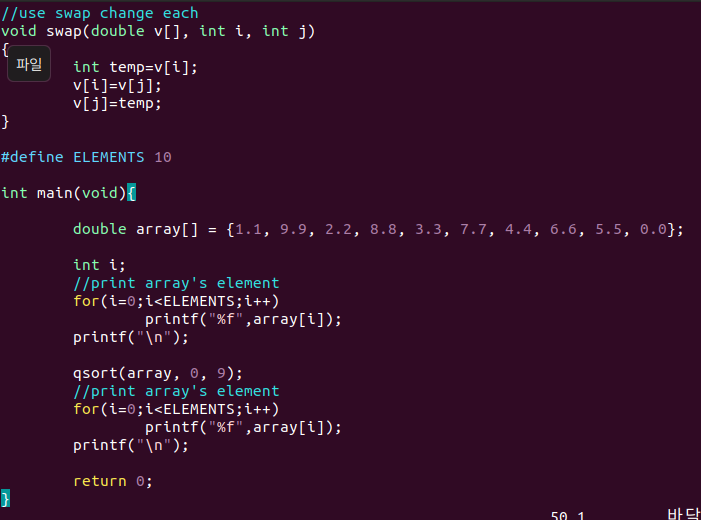 //use swap change each
void swap(double v[], int i, int j)
{
파일
        int temp=v[i];
        v[i]=v[j];
        v[j]=temp;
}
#define ELEMENTS 10
int main(void){
        double array[] = {1.1, 9.9, 2.2, 8.8, 3.3, 7.7, 4.4, 6.6, 5.5, 0.0};
        int i;
        //print array's element
        for(i=0;i<ELEMENTS;i++)
                printf("%f",array[i]);
        printf("\n");
        qsort(array, 0, 9);
        //print array's element
        for(i=0;i<ELEMENTS;i++)
                printf("%f",array[i]);
        printf("\n");
        return 0;
}
50,1 바닥